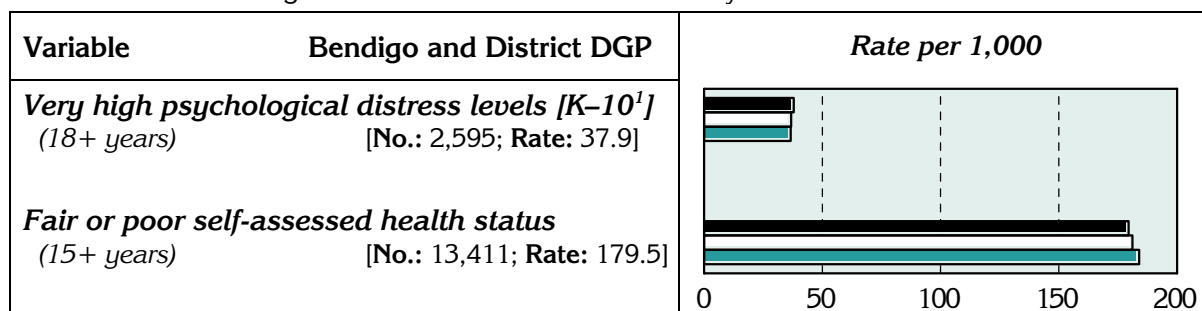 Variable Bendigo and District DGP Rate per 1,000
Very high psychological distress levels [K–10¹]
(18+ years) [No.: 2,595; Rate: 37.9]
Fair or poor self-assessed health status
(15+ years) [No.: 13,411; Rate: 179.5]
0 50 100 150 200